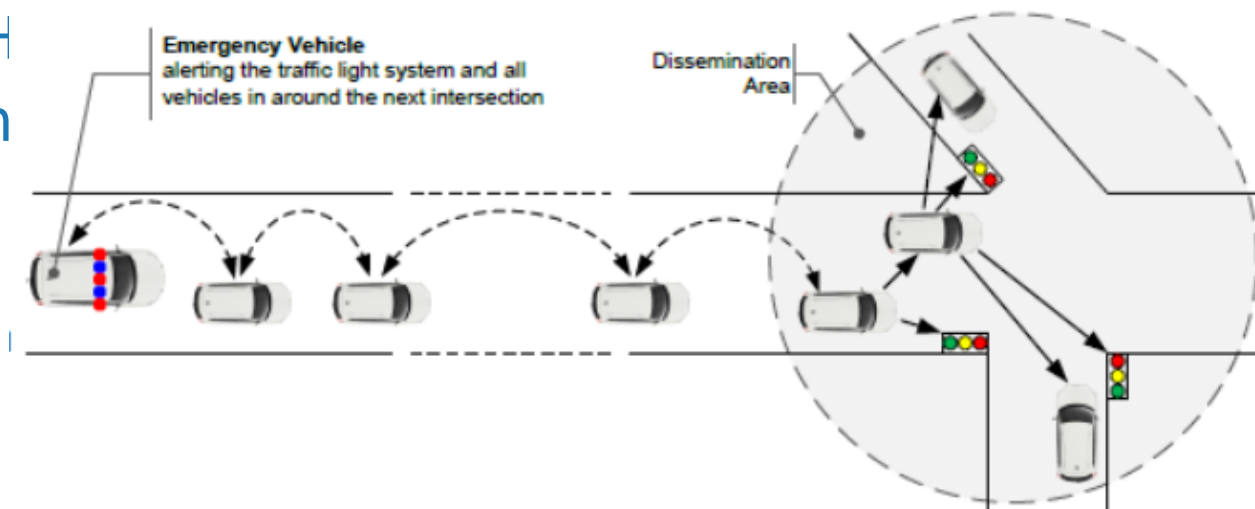 Emergency Vehicle
alerting the traffic light system and all
vehicles in around the next intersection
Dissemination
Area